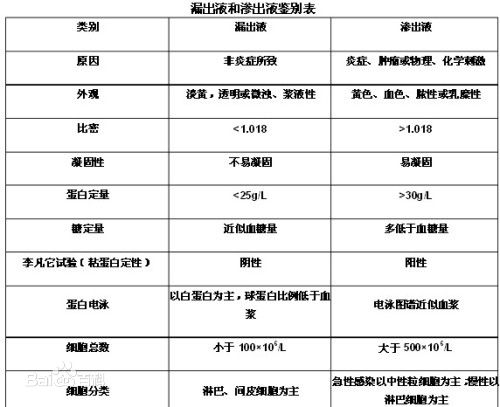 漏出液和渗出液鉴别表
类别 漏出液 渗出液
原因 非炎症所致 炎症、肿瘤或物理、化学刺激
外观 淡黄，透明或微浊、浆液性 黄色、血色、脓性或乳糜性
比密 <1.018 >1.018
凝固性 不易凝固 易凝固
蛋白定量 <25g/L >30g/L
糖定量 近似血糖量 多低于血糖量
李凡它试验（粘蛋白定性） 阴性 阳性
蛋白电泳 以白蛋白为主，球蛋白比例低于血
浆 电泳图谱近似血浆
细胞总数 小于 100×10⁶/L 大于 500×10⁶/L
细胞分类 淋巴、间皮细胞为主 急性感染以中性粒细胞为主；慢性以
淋巴细胞为主
Bai百科